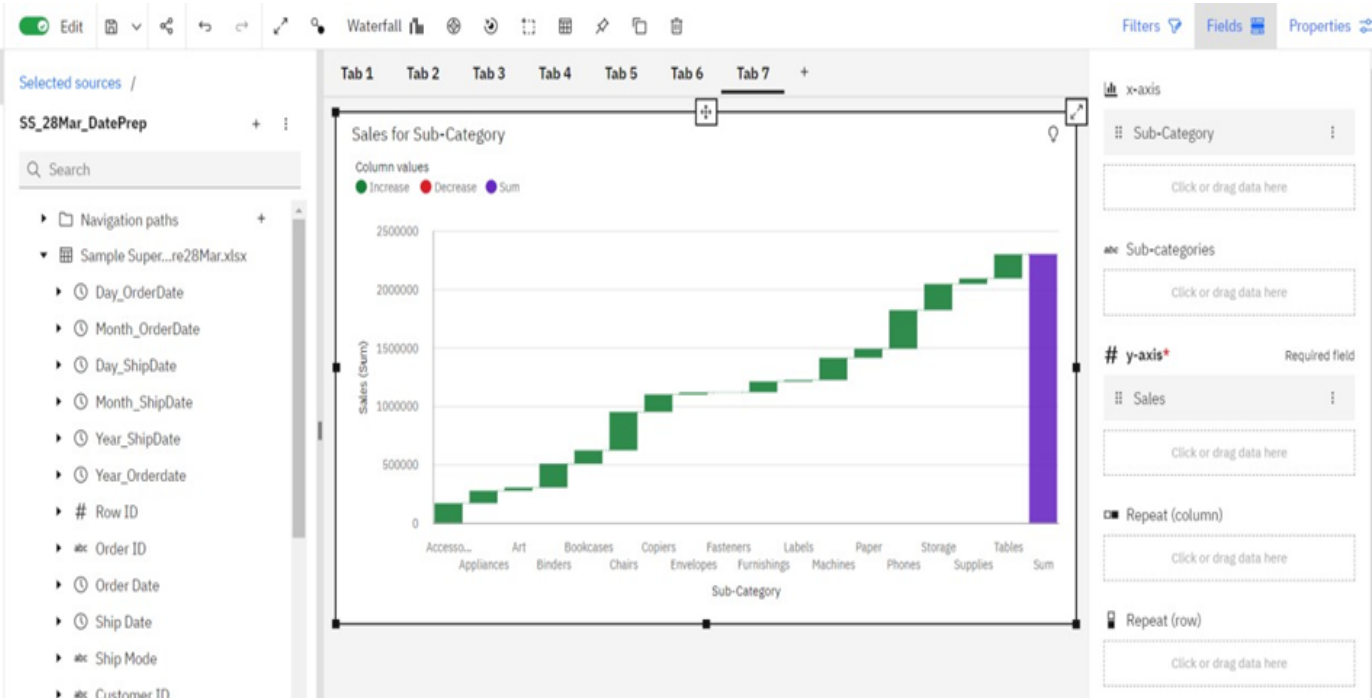 Edit
Waterfall
Filters
Fields
Properties
Selected sources /
SS_28Mar_DatePrep
Search
Navigation paths
Sample Super...re28Mar.xlsx
Day_OrderDate
Month_OrderDate
Day_ShipDate
Month_ShipDate
Year_ShipDate
Year_Orderdate
# Row ID
abc Order ID
Order Date
Ship Date
abc Ship Mode
abc Customer ID
Tab 1 Tab 2 Tab 3 Tab 4 Tab 5 Tab 6 Tab 7 +
Sales for Sub-Category
Column values
Increase Decrease Sum
2500000
2000000
1500000
1000000
500000
0
Sales (Sum)
Accesso... Art Bookcases Copiers Fasteners Labels Paper Storage Tables
Appliances Binders Chairs Envelopes Furnishings Machines Phones Supplies Sum
Sub-Category
x-axis
Sub-Category
Click or drag data here
abc Sub-categories
Click or drag data here
# y-axis* Required field
Sales
Click or drag data here
Repeat (column)
Click or drag data here
Repeat (row)
Click or drag data here